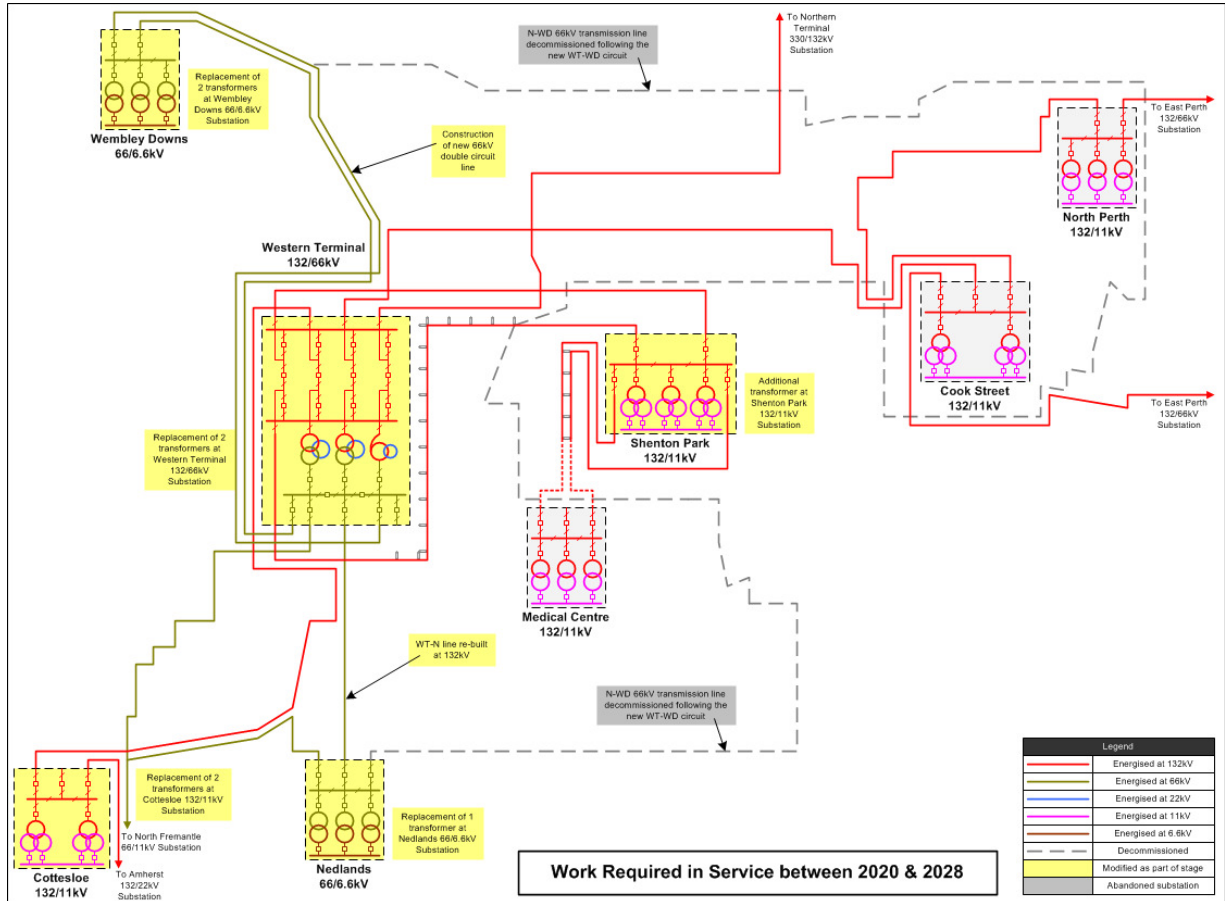 To Northern
Terminal
330/132kV
Substation
N-WD 66kV transmission line
decommissioned following the
new WT-WD circuit
Replacement of
2 transformers
at Wembley
Downs 66/6.6kV
Substation
To East Perth
132/66kV
Substation
Wembley Downs
66/6.6kV
Construction
of new 66kV
double circuit
line
North Perth
132/11kV
Western Terminal
132/66kV
Additional
transformer at
Shenton Park
132/11kV
Substation
Cook Street
132/11kV
To East Perth
132/66kV
Substation
Replacement of 2
transformers at
Western Terminal
132/66kV
Substation
Shenton Park
132/11kV
Medical Centre
132/11kV
WT-N line re-built
at 132kV
N-WD 66kV transmission line
decommissioned following the
new WT-WD circuit
Replacement of 2
transformers at
Cottesloe 132/11kV
Substation
Replacement of 1
transformer at
Nedlands 66/6.6kV
Substation
To North Fremantle
66/11kV Substation
Cottesloe
132/11kV
To Amherst
132/22kV
Substation
Nedlands
66/6.6kV
Work Required in Service between 2020 & 2028
Legend
Energised at 132kV
Energised at 66kV
Energised at 22kV
Energised at 11kV
Energised at 6.6kV
Decommissioned
Modified as part of stage
Abandoned substation